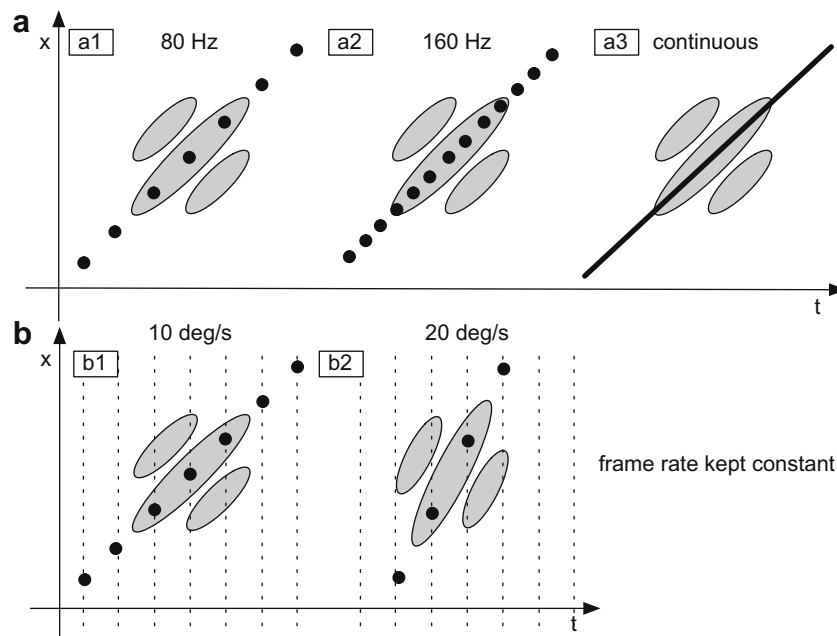 a
x
a1 80 Hz a2 160 Hz a3 continuous
t
b
x
10 deg/s 20 deg/s
b1 b2
frame rate kept constant
t